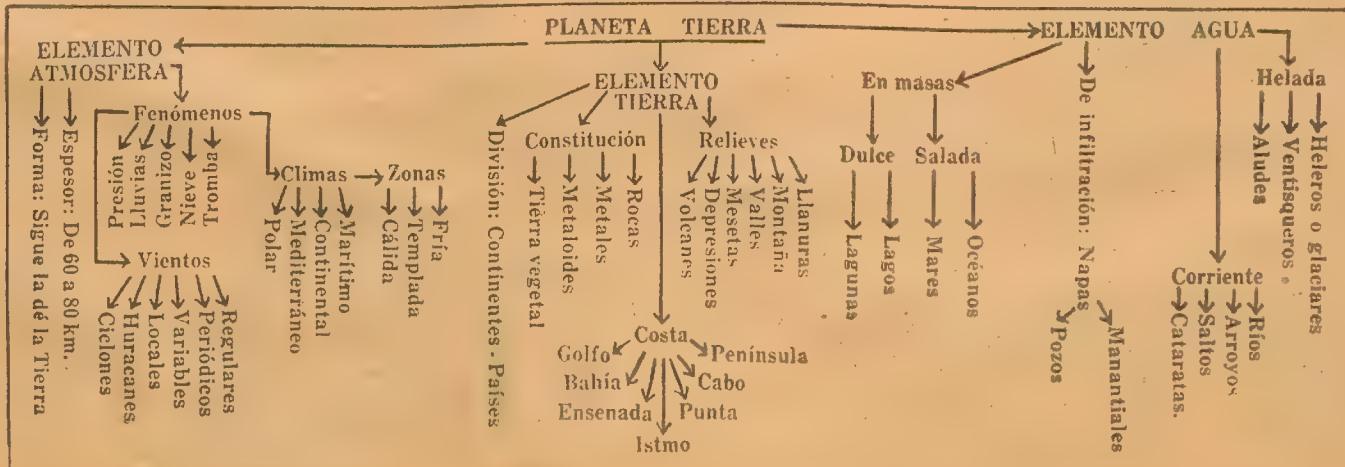 PLANETA TIERRA
ELEMENTO
ATMOSFERA
Forma: Sigue la dé la Tierra
Espesor: De 60 a 80 km.
Fenómenos
Presión
Lluvias
Granizo
Nieve
Tromba
Vientos
Ciclones
Huracanes
Locales
Variables
Periódicos
Regulares
Climas
Polar
Mediterráneo
Continental
Marítimo
Zonas
Cálida
Templada
Fría
ELEMENTO
TIERRA
División: Continentes - Países
Constitución
Tierra vegetal
Metaloides
Metales
Rocas
Costa
Golfo
Bahía
Ensenada
Istmo
Punta
Cabo
Península
Relieves
Volcanes
Depresiones
Mesetas
Valles
Montaña
Llanuras
ELEMENTO AGUA
En masas
Dulce
Lagunas
Lagos
Salada
Mares
Océanos
De infiltración: Napas
Pozos
Manantiales
Corriente
Cataratas.
Saltos
Arroyos
Ríos
Helada
Aludes
Ventisqueros.
Heleros o glaciares